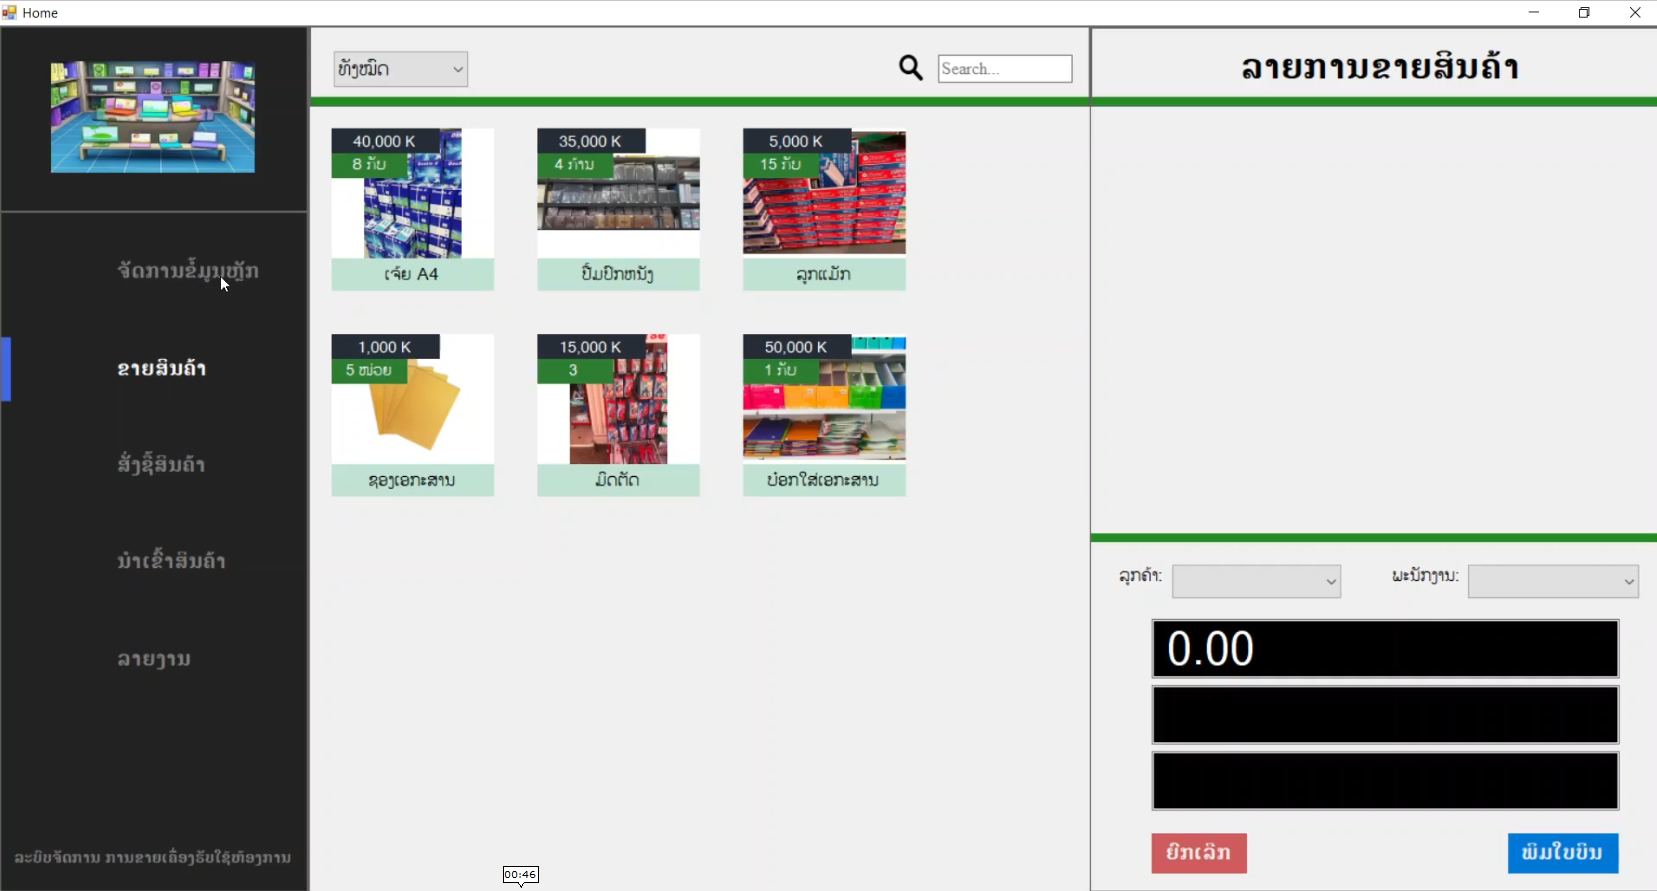 Home
ທັງໝົດ
Search...
ລາຍການຂາຍສິນຄ້າ
40,000 K
8 ກັບ
ເຈ້ຍ A4
35,000 K
4 ກ້ານ
ປຶ້ມປົກຫນັງ
5,000 K
15 ກັບ
ລູກແມັກ
1,000 K
5 ໜ່ວຍ
ຊອງເອກະສານ
15,000 K
3
ມີດຕັດ
50,000 K
1 ກັບ
ບ໋ອກໃສ່ເອກະສານ
ຈັດການຂໍ້ມູນຫຼັກ
ຂາຍສິນຄ້າ
ສັ່ງຊື້ສິນຄ້າ
ນຳເຂົ້າສິນຄ້າ
ລາຍງານ
ລະບົບຈັດການ ການຂາຍເຄື່ອງຮັບໃຊ້ຫ້ອງການ
ລູກຄ້າ:
ພະນັກງານ:
0.00
ຍົກເລີກ
ພິມໃບບິນ
00:46